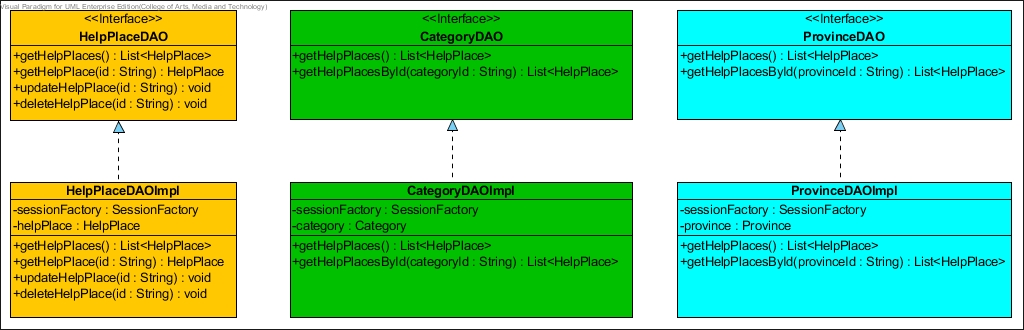 Visual Paradigm for UML Enterprise Edition(College of Arts, Media and Technology)
<<Interface>>
HelpPlaceDAO
+getHelpPlaces() : List<HelpPlace>
+getHelpPlace(id : String) : HelpPlace
+updateHelpPlace(id : String) : void
+deleteHelpPlace(id : String) : void
<<Interface>>
CategoryDAO
+getHelpPlaces() : List<HelpPlace>
+getHelpPlacesById(categoryId : String) : List<HelpPlace>
<<Interface>>
ProvinceDAO
+getHelpPlaces() : List<HelpPlace>
+getHelpPlacesById(provinceId : String) : List<HelpPlace>
HelpPlaceDAOImpl
-sessionFactory : SessionFactory
-helpPlace : HelpPlace
+getHelpPlaces() : List<HelpPlace>
+getHelpPlace(id : String) : HelpPlace
+updateHelpPlace(id : String) : void
+deleteHelpPlace(id : String) : void
CategoryDAOImpl
-sessionFactory : SessionFactory
-category : Category
+getHelpPlaces() : List<HelpPlace>
+getHelpPlacesById(categoryId : String) : List<HelpPlace>
ProvinceDAOImpl
-sessionFactory : SessionFactory
-province : Province
+getHelpPlaces() : List<HelpPlace>
+getHelpPlacesById(provinceId : String) : List<HelpPlace>